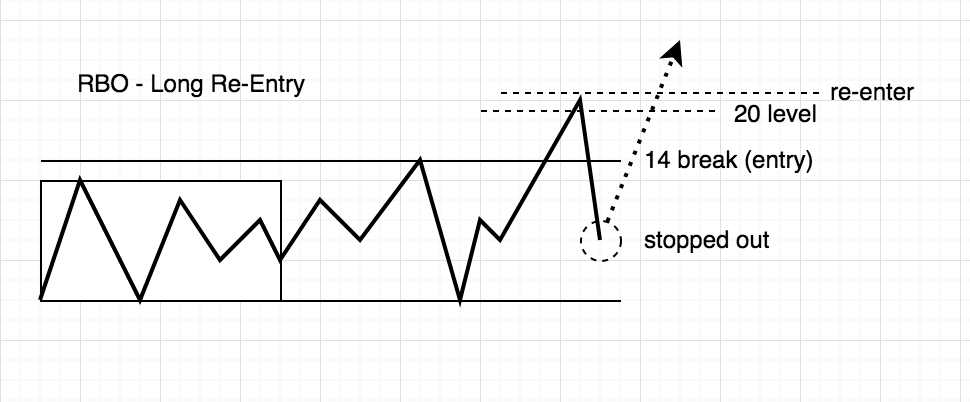 RBO - Long Re-Entry
re-enter
20 level
14 break (entry)
stopped out